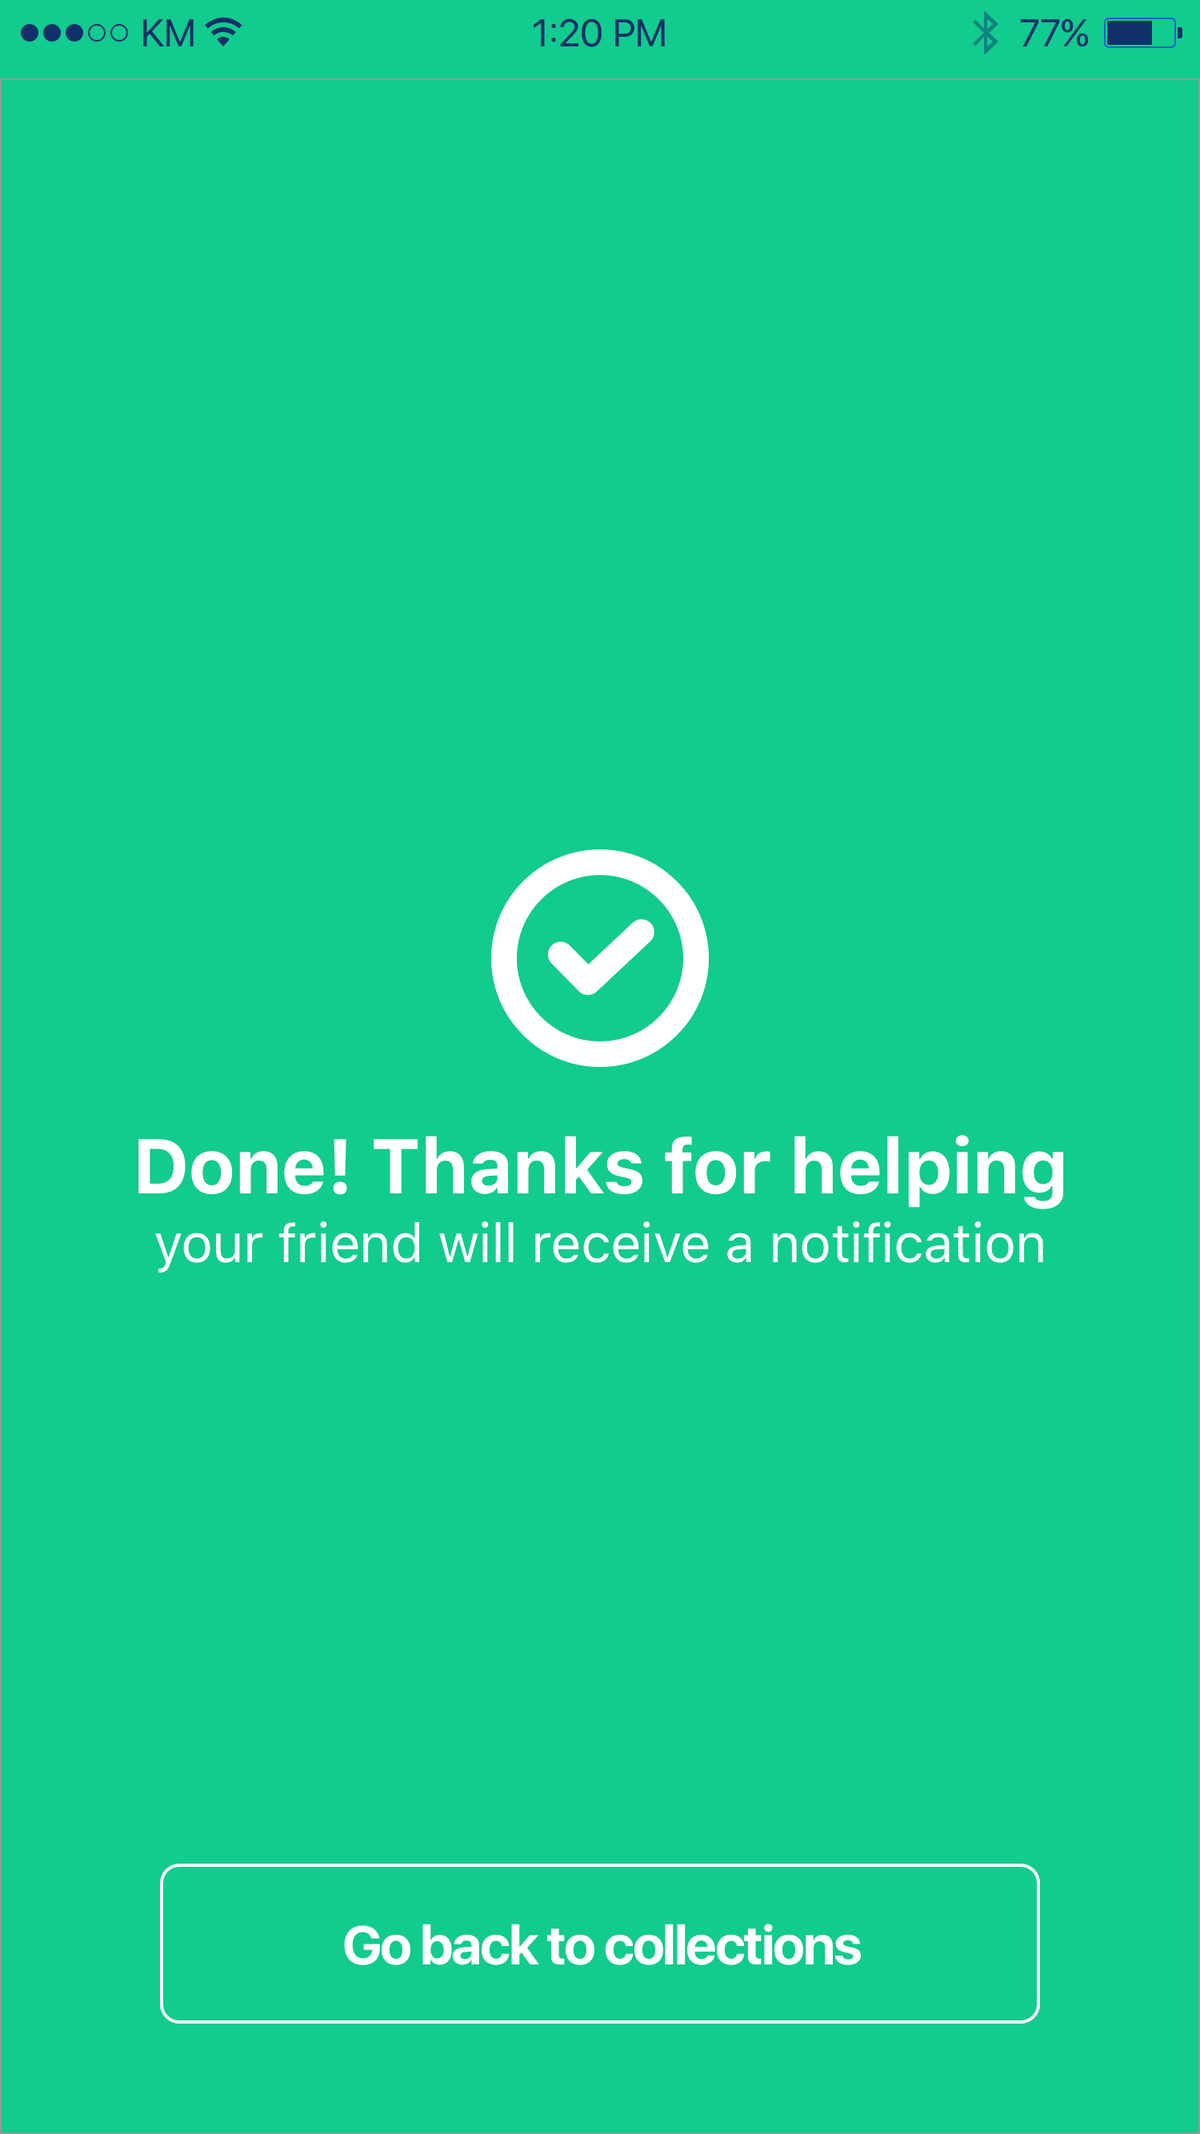 KM 1:20 PM 77%
Done! Thanks for helping
your friend will receive a notification
Go back to collections